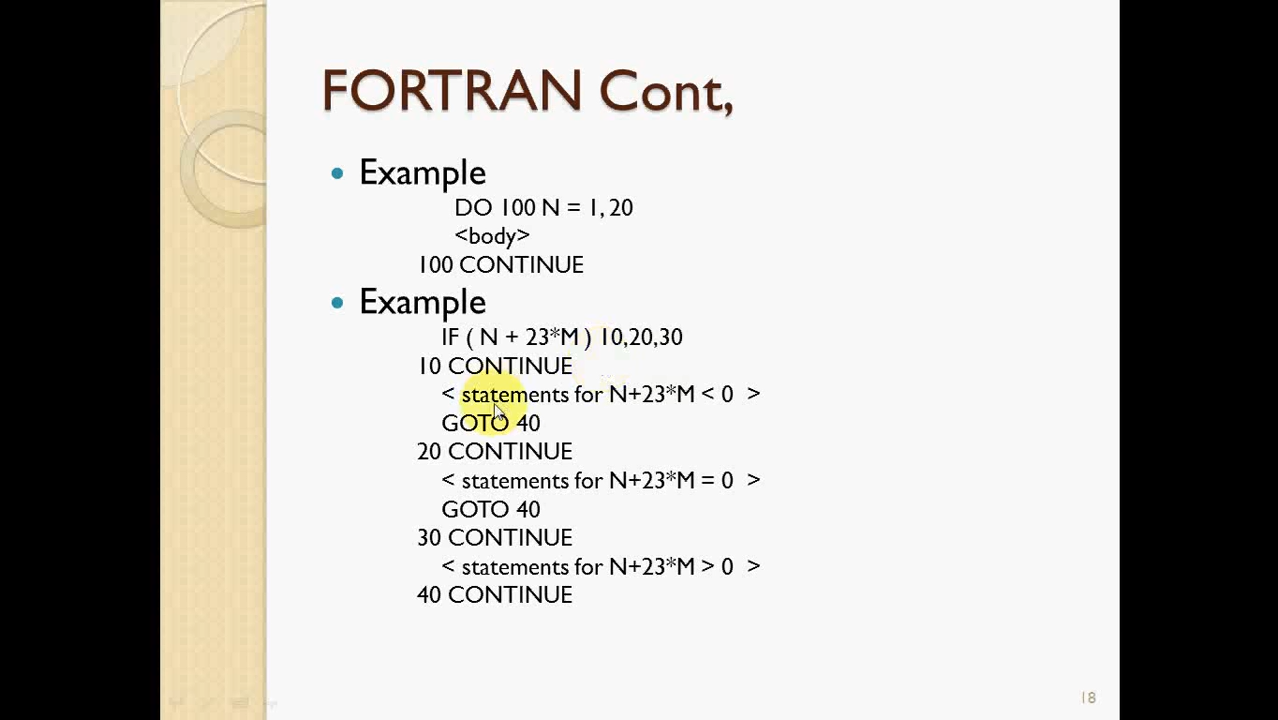 FORTRAN Cont,
• Example
DO 100 N = 1, 20
<body>
100 CONTINUE
• Example
IF ( N + 23*M ) 10,20,30
10 CONTINUE
< statements for N+23*M < 0 >
GOTO 40
20 CONTINUE
< statements for N+23*M = 0 >
GOTO 40
30 CONTINUE
< statements for N+23*M > 0 >
40 CONTINUE
18